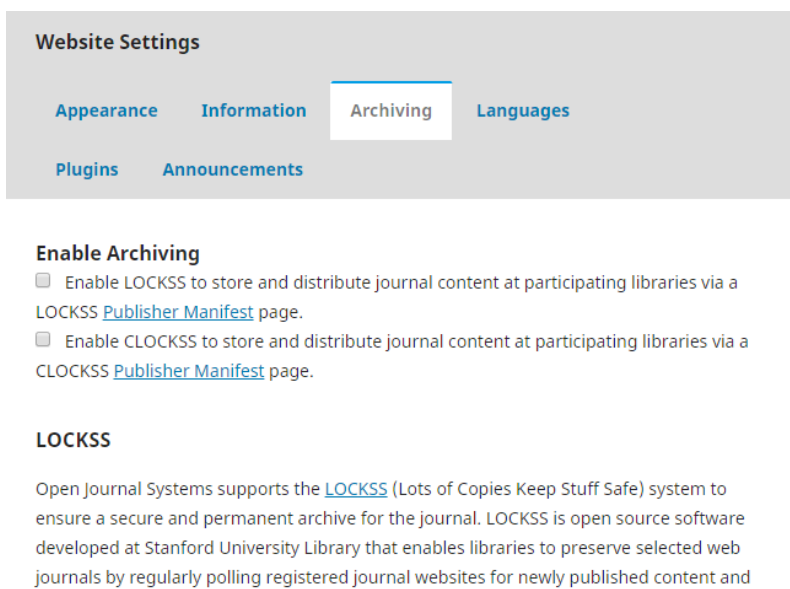 Website Settings
Appearance Information Archiving Languages
Plugins Announcements
Enable Archiving
Enable LOCKSS to store and distribute journal content at participating libraries via a
LOCKSS Publisher Manifest page.
Enable CLOCKSS to store and distribute journal content at participating libraries via a
CLOCKSS Publisher Manifest page.
LOCKSS
Open Journal Systems supports the LOCKSS (Lots of Copies Keep Stuff Safe) system to
ensure a secure and permanent archive for the journal. LOCKSS is open source software
developed at Stanford University Library that enables libraries to preserve selected web
journals by regularly polling registered journal websites for newly published content and